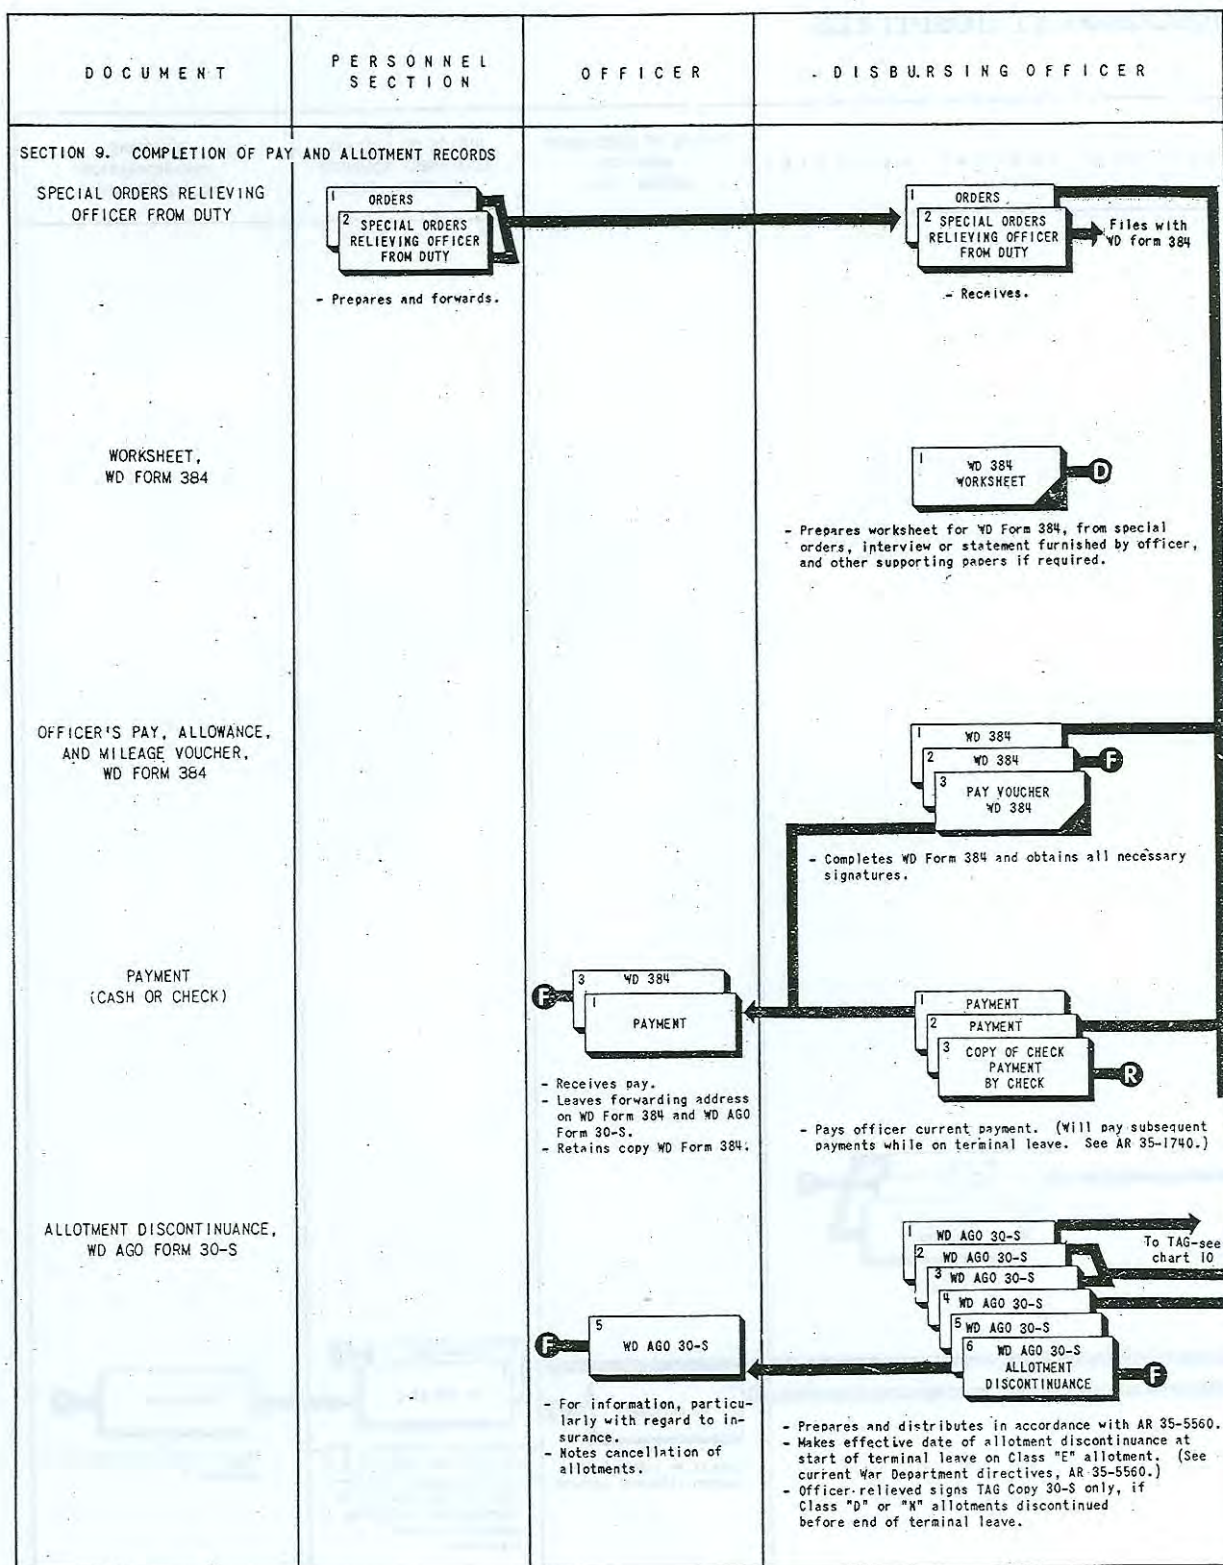 DOCUMENT
PERSONNEL
SECTION
OFFICER
DISBURSING OFFICER
SECTION 9. COMPLETION OF PAY AND ALLOTMENT RECORDS
SPECIAL ORDERS RELIEVING
OFFICER FROM DUTY
1 ORDERS
2 SPECIAL ORDERS
RELIEVING OFFICER
FROM DUTY
- Prepares and forwards.
1 ORDERS
2 SPECIAL ORDERS
RELIEVING OFFICER
FROM DUTY
Files with
WD form 384
- Receives.
WORKSHEET,
WD FORM 384
1 WD 384
WORKSHEET
D
- Prepares worksheet for WD Form 384, from special
orders, interview or statement furnished by officer,
and other supporting papers if required.
OFFICER'S PAY, ALLOWANCE,
AND MILEAGE VOUCHER,
WD FORM 384
1 WD 384
2 WD 384
F
3 PAY VOUCHER
WD 384
- Completes WD Form 384 and obtains all necessary
signatures.
PAYMENT
(CASH OR CHECK)
F
3 WD 384
1 PAYMENT
- Receives pay.
- Leaves forwarding address
on WD Form 384 and WD AGO
Form 30-S.
- Retains copy WD Form 384.
1 PAYMENT
2 PAYMENT
3 COPY OF CHECK
PAYMENT
BY CHECK
R
- Pays officer current payment. (Will pay subsequent
payments while on terminal leave. See AR 35-1740.)
ALLOTMENT DISCONTINUANCE,
WD AGO FORM 30-S
F
5 WD AGO 30-S
- For information, particu-
larly with regard to in-
surance.
- Notes cancellation of
allotments.
1 WD AGO 30-S
2 WD AGO 30-S
3 WD AGO 30-S
4 WD AGO 30-S
5 WD AGO 30-S
6 WD AGO 30-S
ALLOTMENT
DISCONTINUANCE
To TAG-see
chart 10
F
- Prepares and distributes in accordance with AR 35-5560.
- Makes effective date of allotment discontinuance at
start of terminal leave on Class "E" allotment. (See
current War Department directives, AR 35-5560.)
- Officer relieved signs TAG Copy 30-S only, if
Class "D" or "N" allotments discontinued
before end of terminal leave.